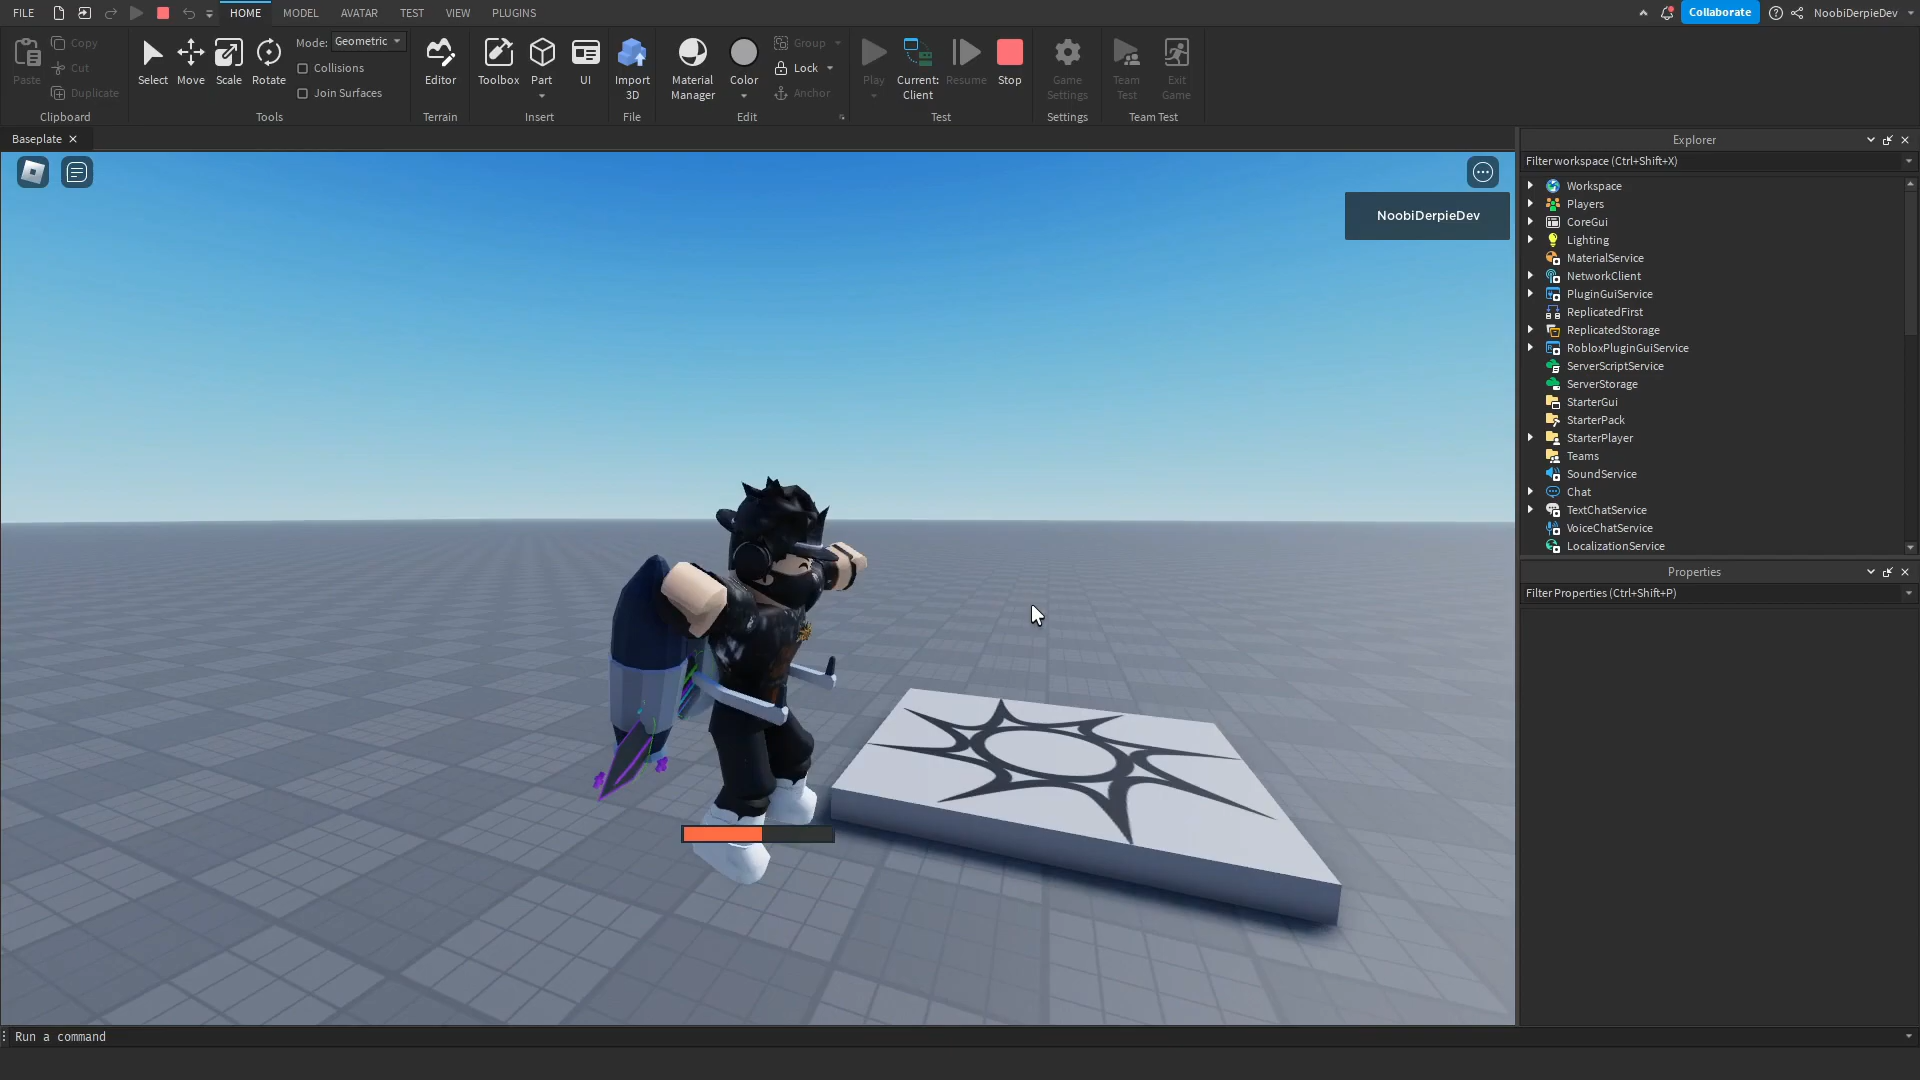 FILE
HOME
MODEL
AVATAR
TEST
VIEW
PLUGINS
Collaborate
NoobiDerpieDev
Paste
Copy
Cut
Duplicate
Clipboard
Select
Move
Scale
Rotate
Mode: Geometric
Collisions
Join Surfaces
Tools
Editor
Terrain
Toolbox
Part
UI
Insert
Import
3D
File
Material
Manager
Color
Group
Lock
Anchor
Edit
Play
Current:
Client
Resume
Stop
Test
Game
Settings
Settings
Team
Test
Exit
Game
Team Test
Baseplate
NoobiDerpieDev
Explorer
Filter workspace (Ctrl+Shift+X)
Workspace
Players
CoreGui
Lighting
MaterialService
NetworkClient
PluginGuiService
ReplicatedFirst
ReplicatedStorage
RobloxPluginGuiService
ServerScriptService
ServerStorage
StarterGui
StarterPack
StarterPlayer
Teams
SoundService
Chat
TextChatService
VoiceChatService
LocalizationService
Properties
Filter Properties (Ctrl+Shift+P)
Run a command